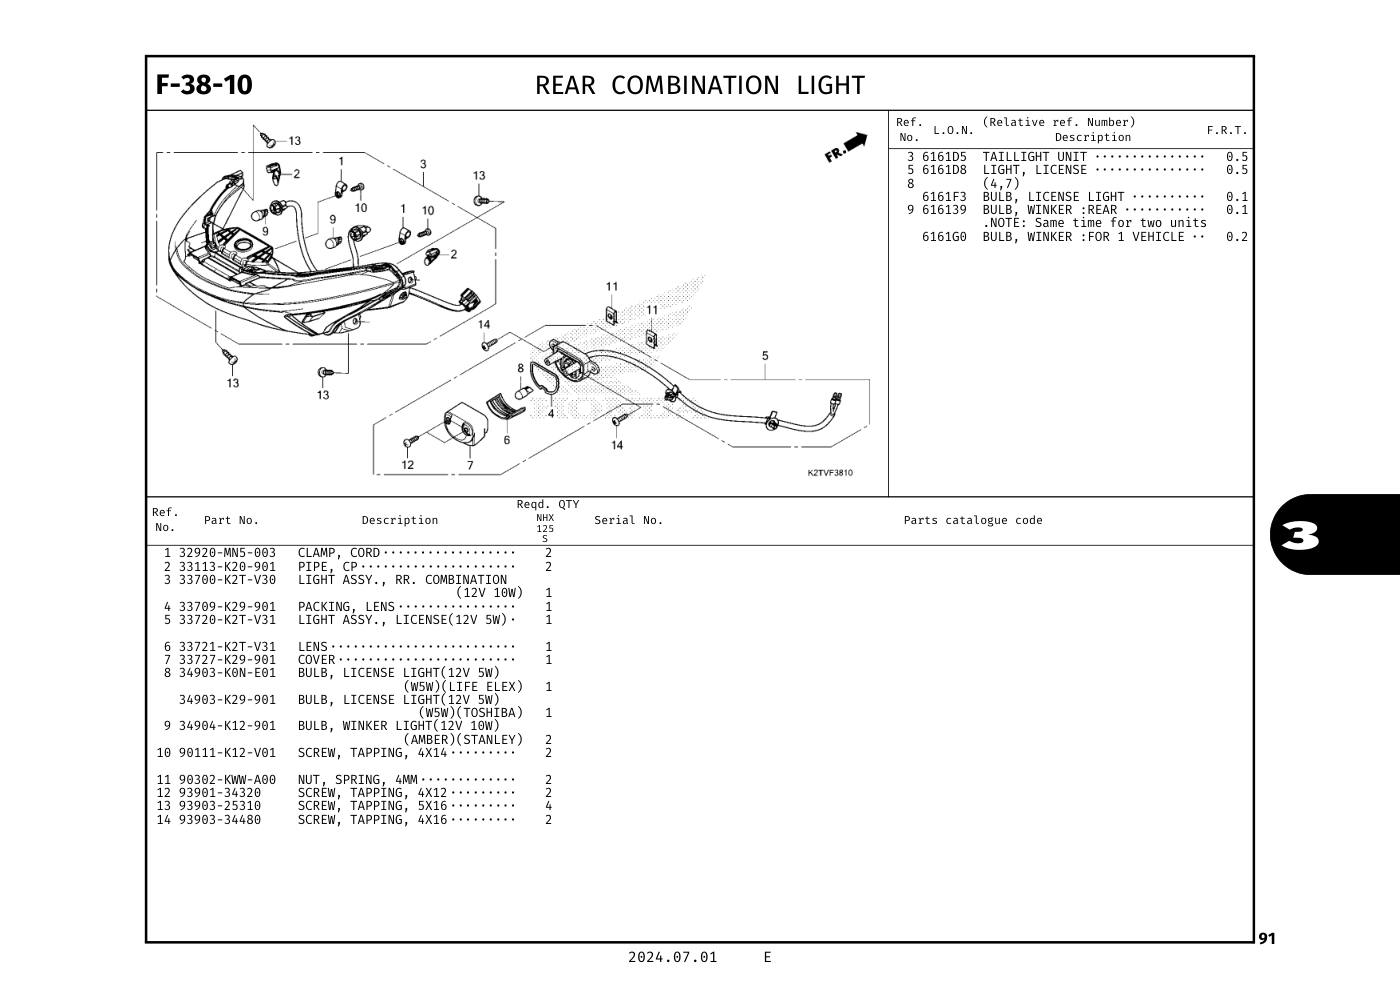 F-38-10
REAR COMBINATION LIGHT
13
2
1
3
13
10
9
9
1
10
2
13
13
14
11
11
5
8
4
6
7
12
14
FR.
HONDA
K2TVF3810
Ref. No. L.O.N. (Relative ref. Number) Description F.R.T.
3 6161D5 TAILLIGHT UNIT ··············· 0.5
5 6161D8 LIGHT, LICENSE ··············· 0.5
8 (4,7)
6161F3 BULB, LICENSE LIGHT ·········· 0.1
9 616139 BULB, WINKER :REAR ··········· 0.1
.NOTE: Same time for two units
6161G0 BULB, WINKER :FOR 1 VEHICLE ·· 0.2
Ref. No. Part No. Description Reqd. QTY NHX 125 S Serial No. Parts catalogue code
1 32920-MN5-003 CLAMP, CORD·················· 2
2 33113-K20-901 PIPE, CP····················· 2
3 33700-K2T-V30 LIGHT ASSY., RR. COMBINATION
(12V 10W) 1
4 33709-K29-901 PACKING, LENS················ 1
5 33720-K2T-V31 LIGHT ASSY., LICENSE(12V 5W)· 1
6 33721-K2T-V31 LENS························· 1
7 33727-K29-901 COVER························ 1
8 34903-K0N-E01 BULB, LICENSE LIGHT(12V 5W)
(W5W)(LIFE ELEX) 1
34903-K29-901 BULB, LICENSE LIGHT(12V 5W)
(W5W)(TOSHIBA) 1
9 34904-K12-901 BULB, WINKER LIGHT(12V 10W)
(AMBER)(STANLEY) 2
10 90111-K12-V01 SCREW, TAPPING, 4X14········· 2
11 90302-KWW-A00 NUT, SPRING, 4MM············· 2
12 93901-34320 SCREW, TAPPING, 4X12········· 2
13 93903-25310 SCREW, TAPPING, 5X16········· 4
14 93903-34480 SCREW, TAPPING, 4X16········· 2
3
91
2024.07.01 E